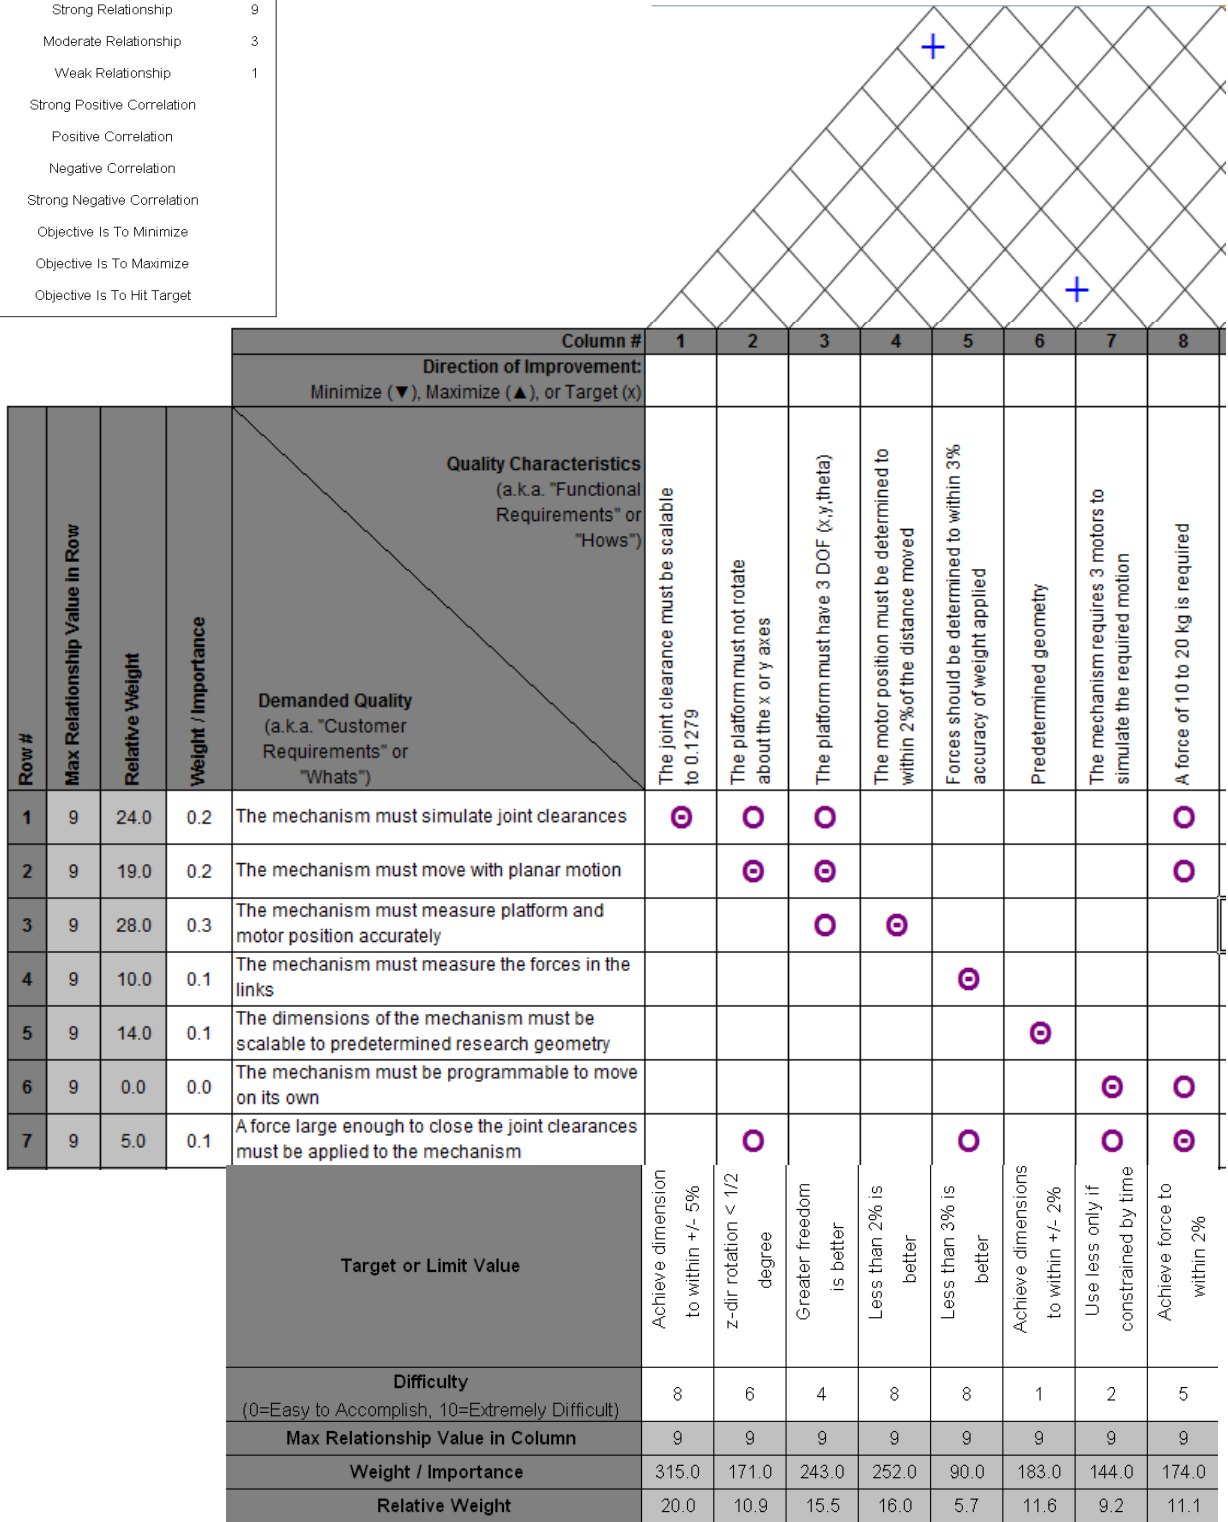 Strong Relationship 9
Moderate Relationship 3
Weak Relationship 1
Strong Positive Correlation
Positive Correlation
Negative Correlation
Strong Negative Correlation
Objective Is To Minimize
Objective Is To Maximize
Objective Is To Hit Target
Column # 1 2 3 4 5 6 7 8
Direction of Improvement:
Minimize (▼), Maximize (▲), or Target (x)
Row #
Max Relationship Value in Row
Relative Weight
Weight / Importance
Quality Characteristics
(a.k.a. "Functional
Requirements" or
"Hows")
Demanded Quality
(a.k.a. "Customer
Requirements" or
"Whats")
The joint clearance must be scalable
to 0.1279
The platform must not rotate
about the x or y axes
The platform must have 3 DOF (x,y,theta)
The motor position must be determined to
within 2%of the distance moved
Forces should be determined to within 3%
accuracy of weight applied
Predetermined geometry
The mechanism requires 3 motors to
simulate the required motion
A force of 10 to 20 kg is required
1 9 24.0 0.2 The mechanism must simulate joint clearances
2 9 19.0 0.2 The mechanism must move with planar motion
3 9 28.0 0.3 The mechanism must measure platform and
motor position accurately
4 9 10.0 0.1 The mechanism must measure the forces in the
links
5 9 14.0 0.1 The dimensions of the mechanism must be
scalable to predetermined research geometry
6 9 0.0 0.0 The mechanism must be programmable to move
on its own
7 9 5.0 0.1 A force large enough to close the joint clearances
must be applied to the mechanism
Target or Limit Value
Achieve dimension
to within +/- 5%
z-dir rotation < 1/2
degree
Greater freedom
is better
Less than 2% is
better
Less than 3% is
better
Achieve dimensions
to within +/- 2%
Use less only if
constrained by time
Achieve force to
within 2%
Difficulty
(0=Easy to Accomplish, 10=Extremely Difficult)
8 6 4 8 8 1 2 5
Max Relationship Value in Column 9 9 9 9 9 9 9 9
Weight / Importance 315.0 171.0 243.0 252.0 90.0 183.0 144.0 174.0
Relative Weight 20.0 10.9 15.5 16.0 5.7 11.6 9.2 11.1